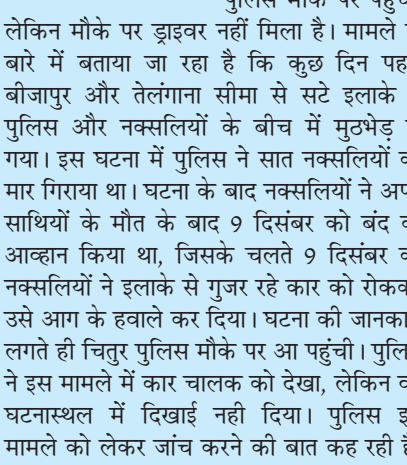 पुलिस मौके पर
लेकिन मौके पर ड्राइवर नहीं मिला है। मामले
बारे में बताया जा रहा है कि कुछ दिन पह
बीजापुर और तेलंगाना सीमा से सटे इलाके
पुलिस और नक्सलियों के बीच में मुठभेड़
गया। इस घटना में पुलिस ने सात नक्सलियों
मार गिराया था। घटना के बाद नक्सलियों ने अप
साथियों के मौत के बाद 9 दिसंबर को बंद
आव्हान किया था, जिसके चलते 9 दिसंबर
नक्सलियों ने इलाके से गुजर रहे कार को रोकक
उसे आग के हवाले कर दिया। घटना की जानका
लगते ही चितुर पुलिस मौके पर आ पहुंची। पुलि
ने इस मामले में कार चालक को देखा, लेकिन
घटनास्थल में दिखाई नही दिया। पुलिस इ
मामले को लेकर जांच करने की बात कह रही है